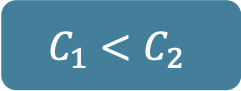 C₁ < C₂